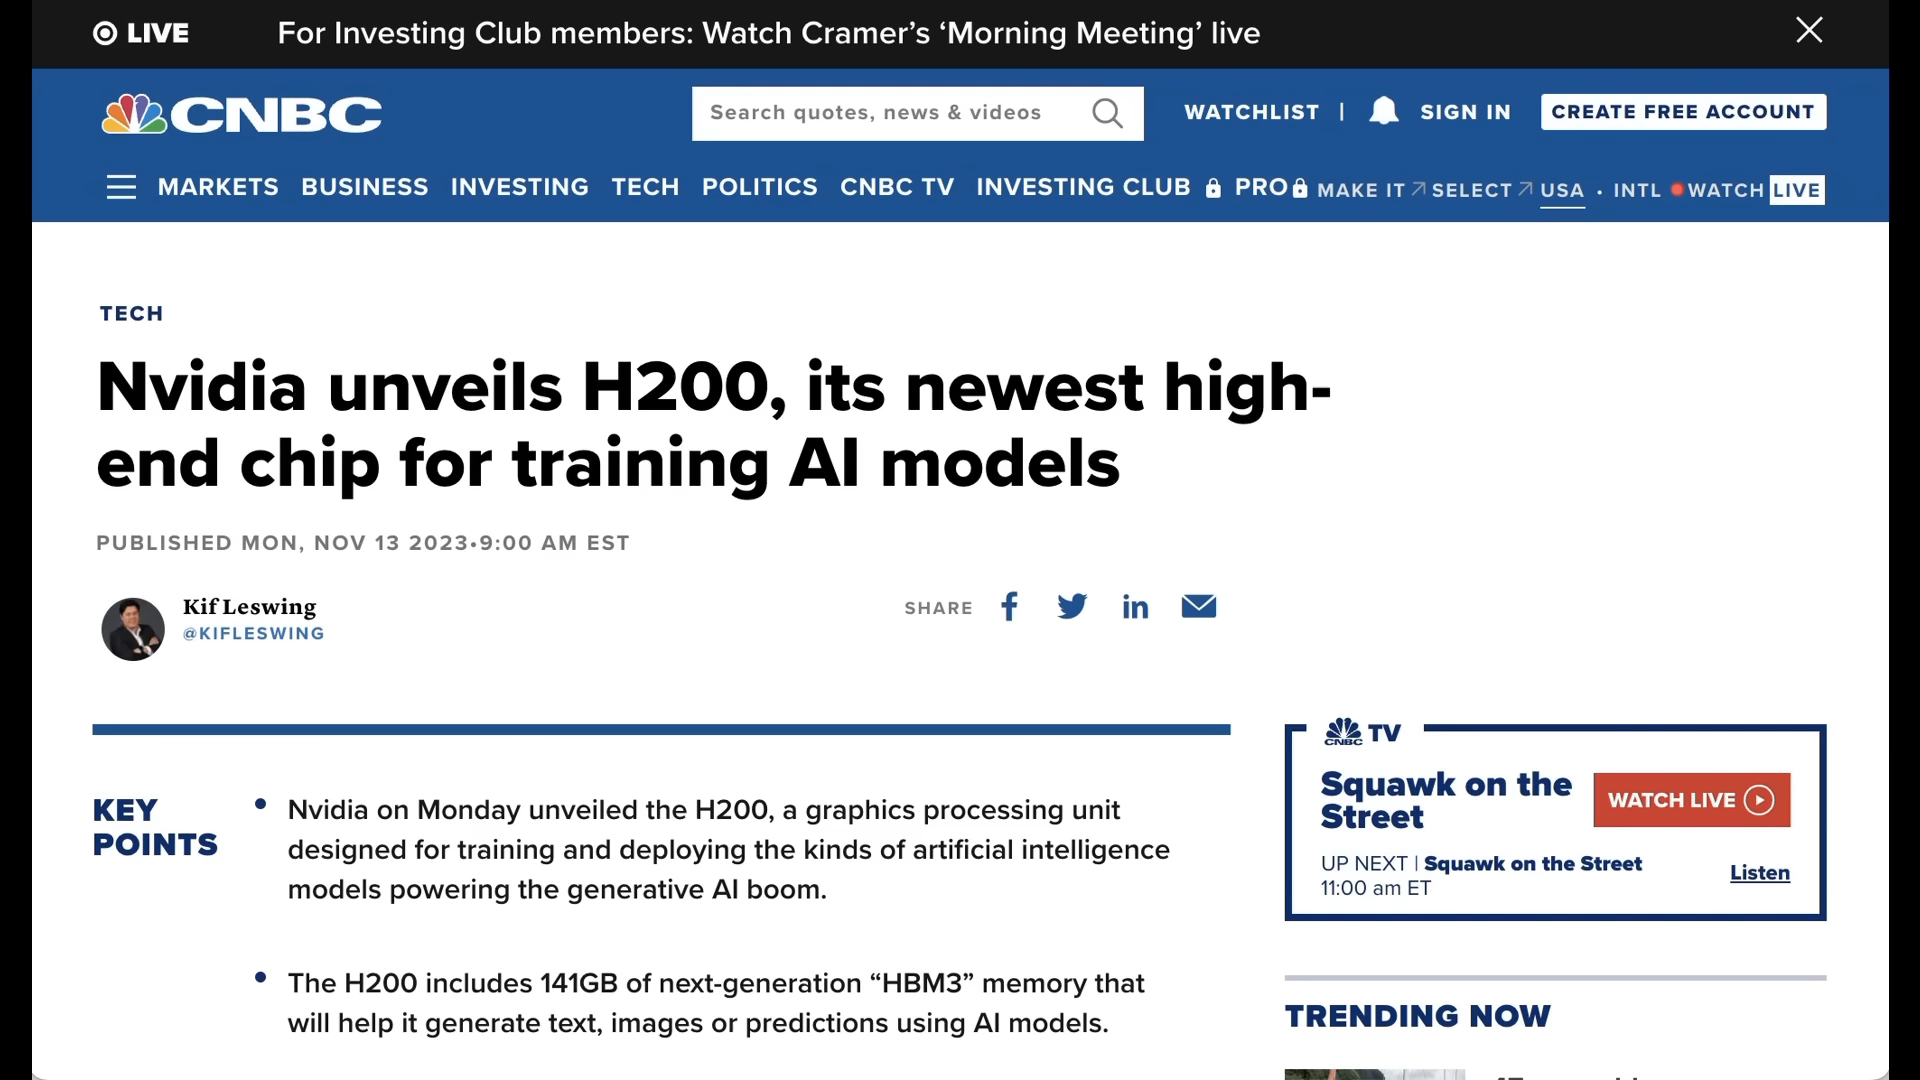 LIVE For Investing Club members: Watch Cramer’s ‘Morning Meeting’ live
CNBC Search quotes, news & videos WATCHLIST | SIGN IN CREATE FREE ACCOUNT
MARKETS BUSINESS INVESTING TECH POLITICS CNBC TV INVESTING CLUB PRO MAKE IT SELECT USA • INTL WATCH LIVE
TECH
Nvidia unveils H200, its newest high-
end chip for training AI models
PUBLISHED MON, NOV 13 2023•9:00 AM EST
Kif Leswing
@KIFLESWING
SHARE
KEY
POINTS
• Nvidia on Monday unveiled the H200, a graphics processing unit
designed for training and deploying the kinds of artificial intelligence
models powering the generative AI boom.
• The H200 includes 141GB of next-generation “HBM3” memory that
will help it generate text, images or predictions using AI models.
CNBC TV
Squawk on the
Street
WATCH LIVE
UP NEXT | Squawk on the Street
11:00 am ET
Listen
TRENDING NOW